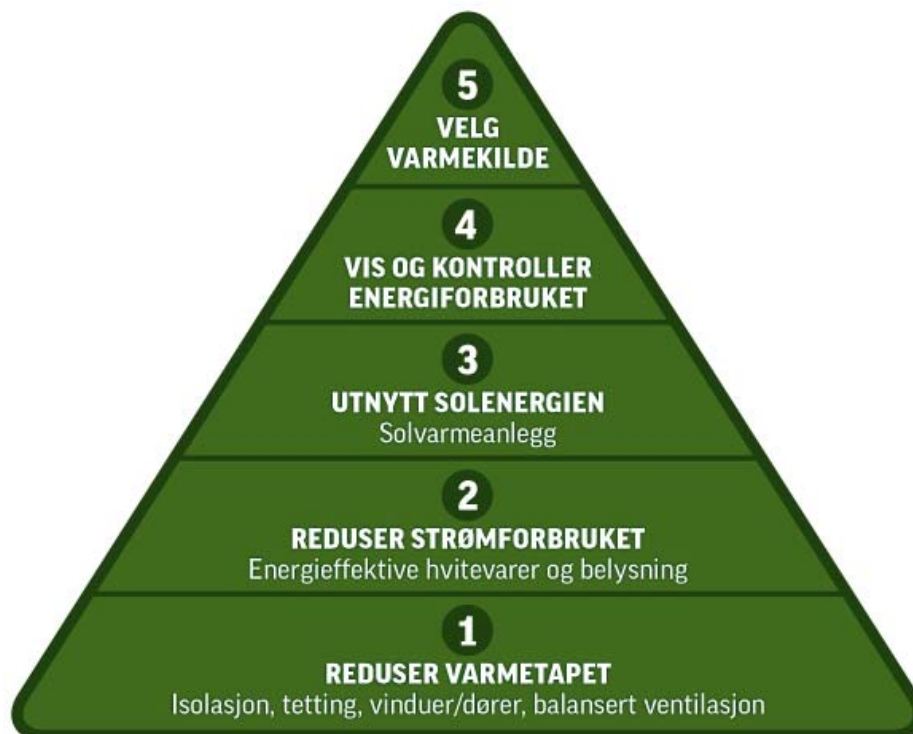 5
VELG
VARMEKILDE
4
VIS OG KONTROLLER
ENERGIFORBRUKET
3
UTNYTT SOLENERGIEN
Solvarmeanlegg
2
REDUSER STRØMFORBRUKET
Energieffektive hvitevarer og belysning
1
REDUSER VARMETAPET
Isolasjon, tetting, vinduer/dører, balansert ventilasjon